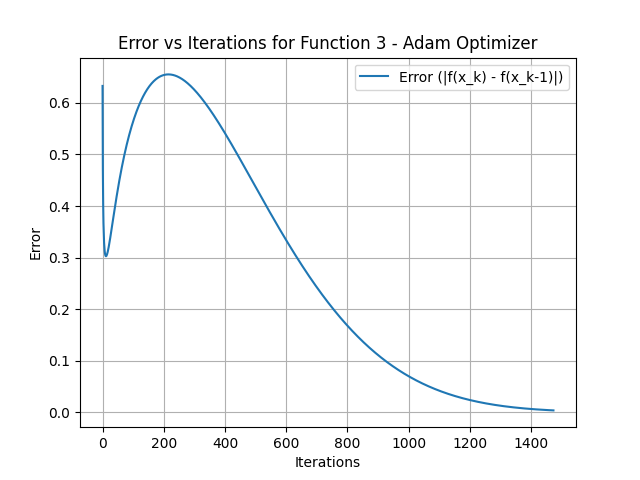 Error vs Iterations for Function 3 - Adam Optimizer
Error (|f(x_k) - f(x_k-1)|)
0.6
0.5
0.4
0.3
0.2
0.1
0.0
Error
0 200 400 600 800 1000 1200 1400
Iterations